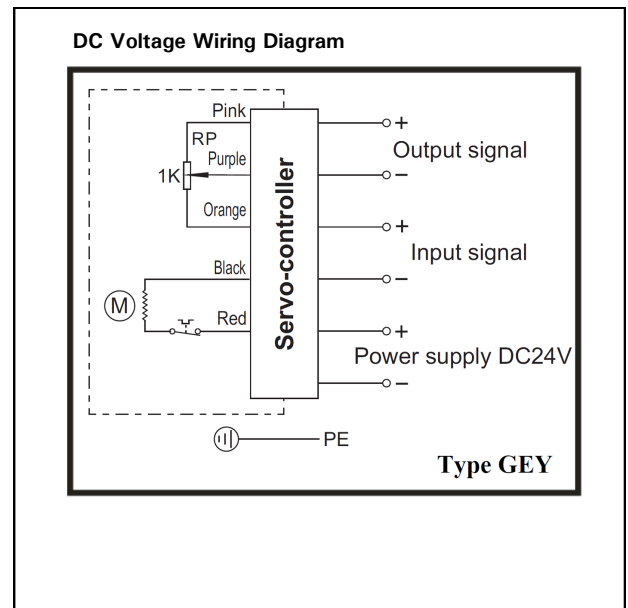 DC Voltage Wiring Diagram
Pink
RP
Purple
1K
Orange
Black
M
Red
Servo-controller
+
Output signal
−
+
Input signal
−
+
Power supply DC24V
−
PE
Type GEY